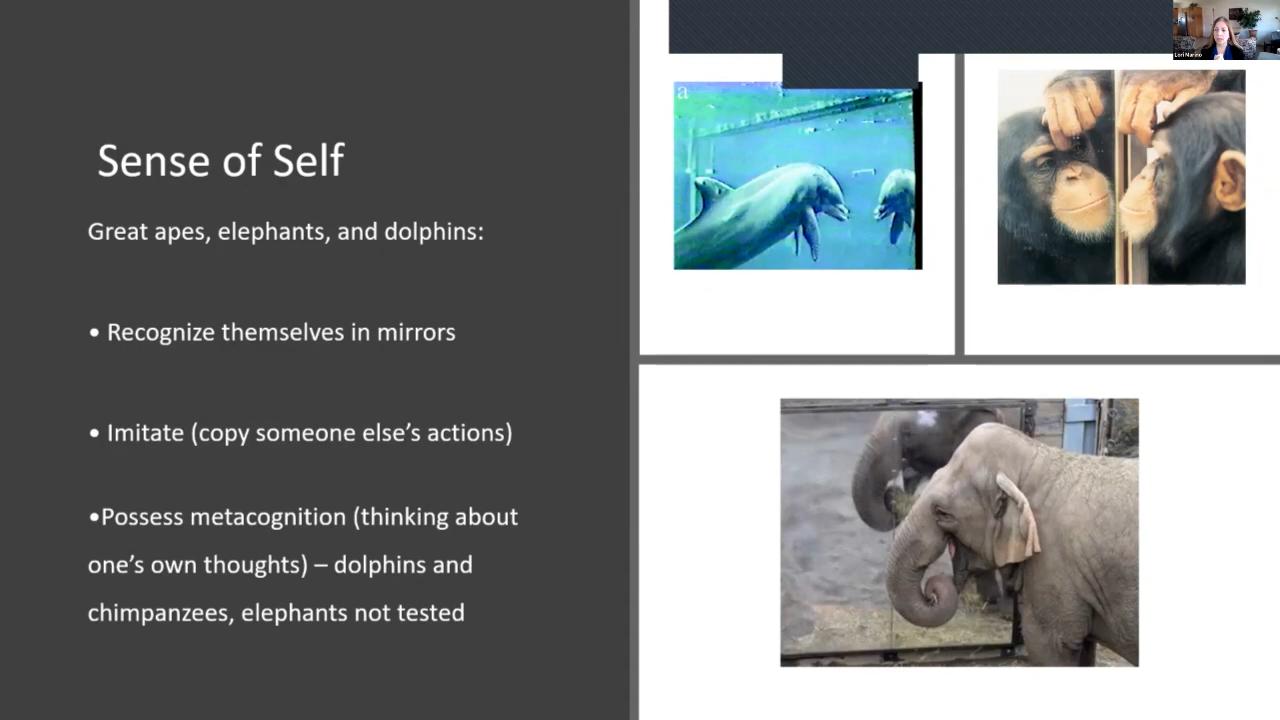 Sense of Self
Great apes, elephants, and dolphins:
• Recognize themselves in mirrors
• Imitate (copy someone else’s actions)
•Possess metacognition (thinking about
one’s own thoughts) – dolphins and
chimpanzees, elephants not tested
a
Lori Marino